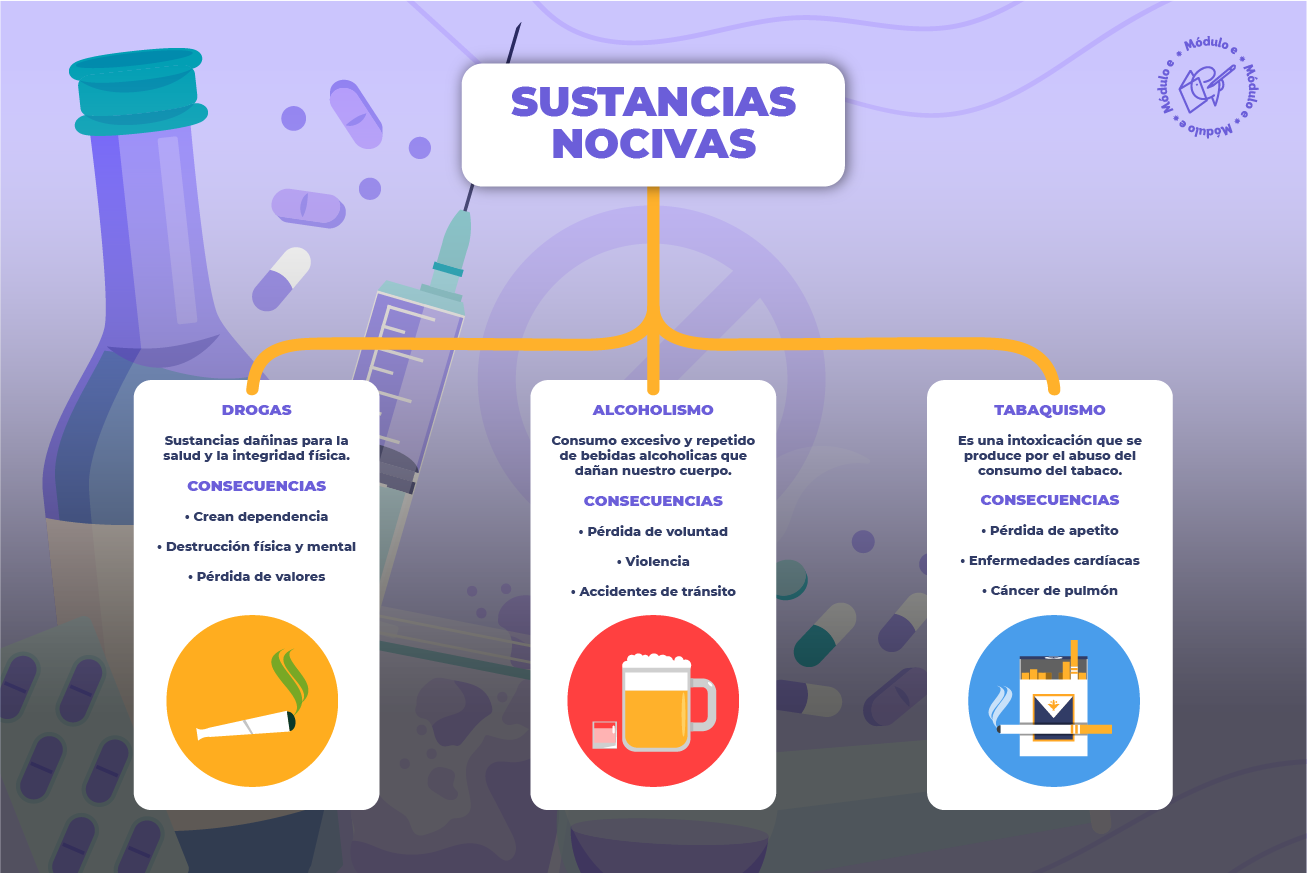 SUSTANCIAS
NOCIVAS
Módulo e * Módulo e * Módulo e * Módulo e *
DROGAS
Sustancias dañinas para la
salud y la integridad física.
CONSECUENCIAS
• Crean dependencia
• Destrucción física y mental
• Pérdida de valores
ALCOHOLISMO
Consumo excesivo y repetido
de bebidas alcoholicas que
dañan nuestro cuerpo.
CONSECUENCIAS
• Pérdida de voluntad
• Violencia
• Accidentes de tránsito
TABAQUISMO
Es una intoxicación que se
produce por el abuso del
consumo del tabaco.
CONSECUENCIAS
• Pérdida de apetito
• Enfermedades cardíacas
• Cáncer de pulmón